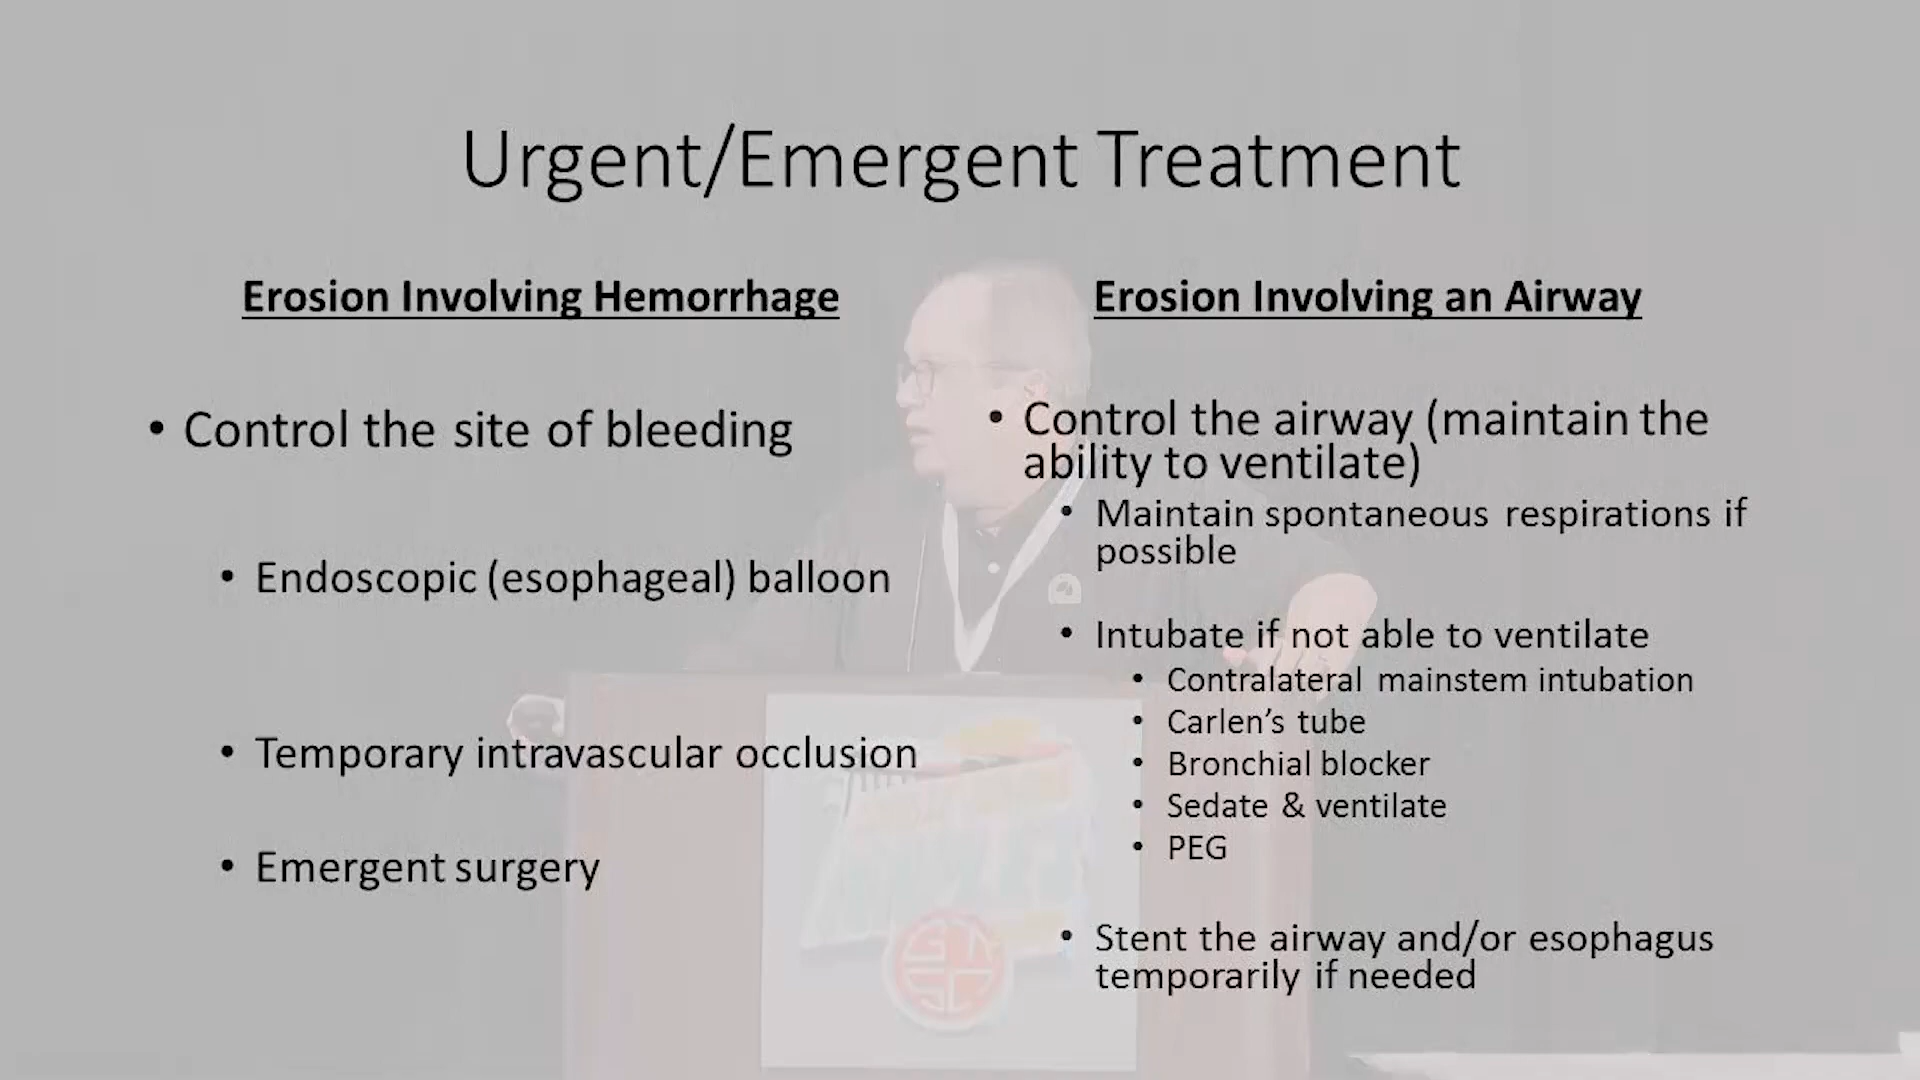 Urgent/Emergent Treatment
Erosion Involving Hemorrhage
• Control the site of bleeding
• Endoscopic (esophageal) balloon
• Temporary intravascular occlusion
• Emergent surgery
Erosion Involving an Airway
• Control the airway (maintain the
ability to ventilate)
• Maintain spontaneous respirations if
possible
• Intubate if not able to ventilate
• Contralateral mainstem intubation
• Carlen’s tube
• Bronchial blocker
• Sedate & ventilate
• PEG
• Stent the airway and/or esophagus
temporarily if needed